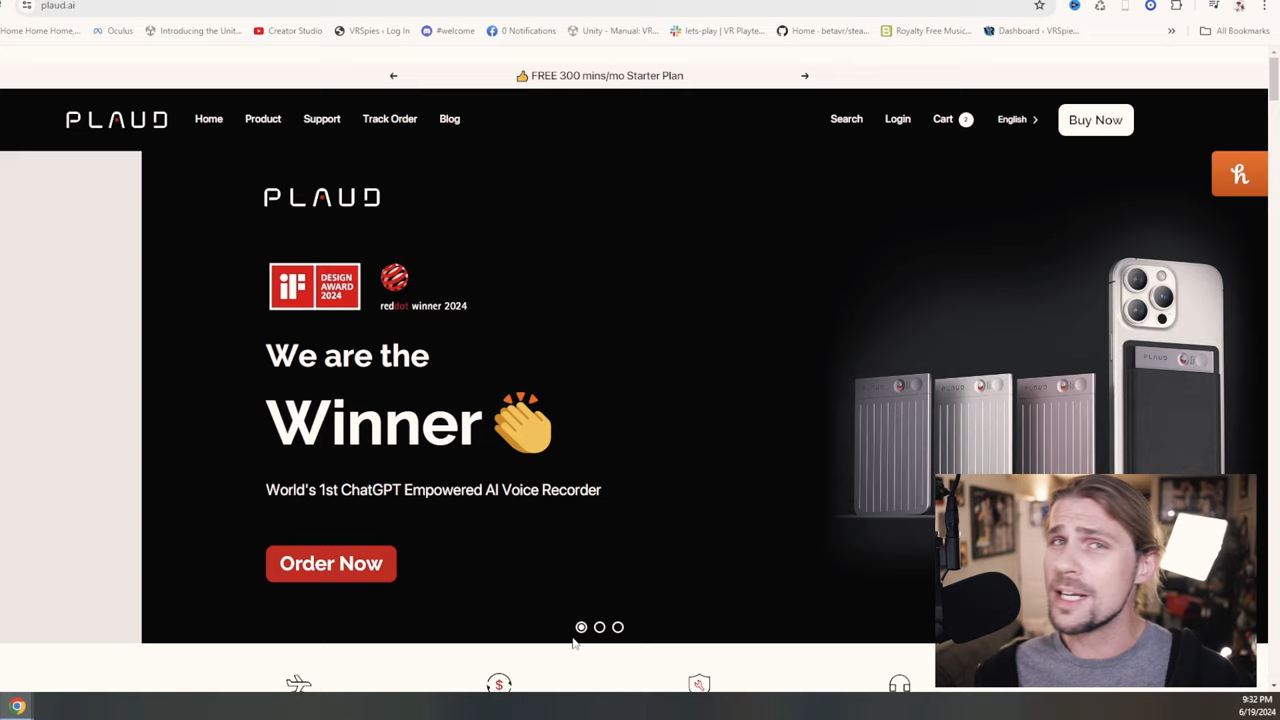 plaud.ai
Home Home Home,...
Oculus
Introducing the Unit...
Creator Studio
VRSpies › Log In
#welcome
0 Notifications
Unity - Manual: VR...
lets-play | VR Playte...
Home · betavr/stea...
Royalty Free Music...
Dashboard ‹ VRSpie...
»
All Bookmarks
← 👍 FREE 300 mins/mo Starter Plan →
PLAUD
Home
Product
Support
Track Order
Blog
Search
Login
Cart 2
English
Buy Now
h
PLAUD
iF DESIGN
AWARD
2024
reddot winner 2024
We are the
Winner 👏
World's 1st ChatGPT Empowered AI Voice Recorder
Order Now
PLAUD
$
9:32 PM
6/19/2024